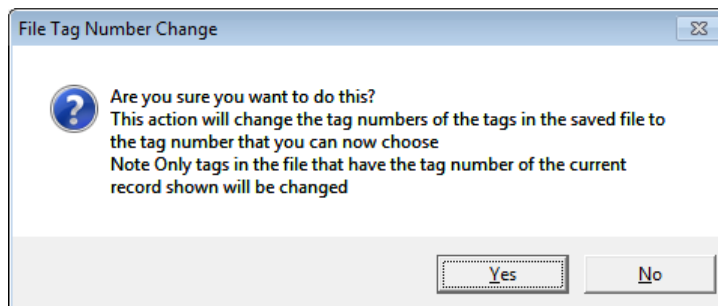 File Tag Number Change
Are you sure you want to do this?
This action will change the tag numbers of the tags in the saved file to
the tag number that you can now choose
Note Only tags in the file that have the tag number of the current
record shown will be changed
Yes
No